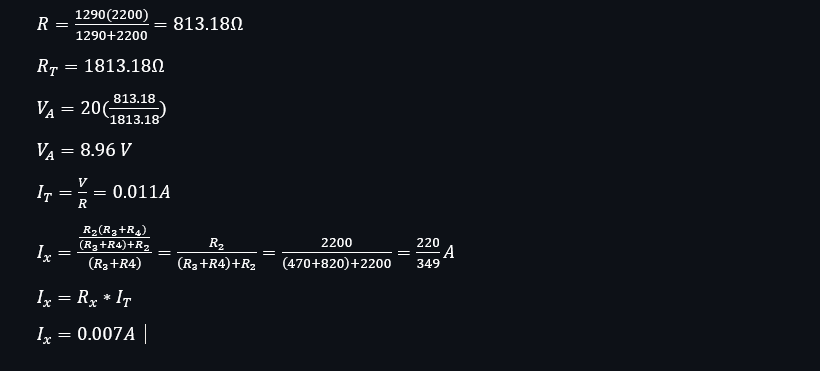 R = 1290(2200)/1290+2200 = 813.18Ω
R_T = 1813.18Ω
V_A = 20(813.18/1813.18)
V_A = 8.96 V
I_T = V/R = 0.011A
I_x = (R_2(R_3+R_4)/(R_3+R4)+R_2)/(R_3+R4) = R_2/(R_3+R4)+R_2 = 2200/(470+820)+2200 = 220/349 A
I_x = R_x * I_T
I_x = 0.007A